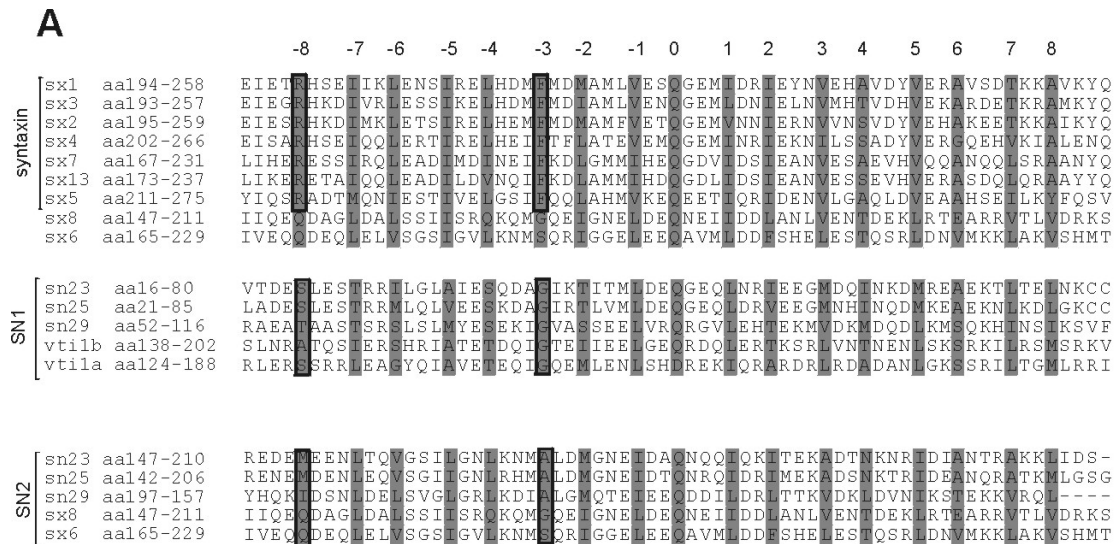 A
-8 -7 -6 -5 -4 -3 -2 -1 0 1 2 3 4 5 6 7 8
syntaxin
sx1 aa194-258 EIETRHSEIIKLENSIRELHDMFMDMAMLVESQGEMIDRIEYNVEHAVDYVERAVSDTKKAVKYQ
sx3 aa193-257 EIEGRHKDIVRLESSIKELHDMFMDIAMLVENQGEMLDNIELNVMHTVDHVEKARDETKRAMKYQ
sx2 aa195-259 EIESRHKDIMKLETSIRELHEMFMDMAMFVETQGEMVNNIERNVVNSVDYVEHAKEETKKAIKYQ
sx4 aa202-266 EISARHSEIQQLERTIRELHEIFTFLATEVEMQGEMINRIEKNILSSADYVERGQEHVKIALENQ
sx7 aa167-231 LIHERESSIRQLEADIMDINEIFKDLGMMIHEQGDVIDSIEANVESAEVHVQQANQQLSRAANYQ
sx13 aa173-237 LIKERETAIQQLEADILDVNQIFKDLAMMIHDQGDLIDSIEANVESSEVHVERASDQLQRAAYYQ
sx5 aa211-275 YIQSRADTMQNIESTIVELGSIFQQLAHMVKEQEETIQRIDENVLGAQLDVEAAHSEILKYFQSV
sx8 aa147-211 IIQEQDAGLDALSSIISRQKQMGQEIGNELDEQNEIIDDLANLVENTDEKLRTEARRVTLVDRKS
sx6 aa165-229 IVEQQDEQLELVSGSIGVLKNMSQRIGGELEEQAVMLDDFSHELESTQSRLDNVMKKLAKVSHMT
SN1
sn23 aa16-80 VTDESLESTRRILGLAIESQDAGIKTITMLDEQGEQLNRIEEGMDQINKDMREAEKTLTELNKCC
sn25 aa21-85 LADESLESTRRMLQLVEESKDAGIRTLVMLDEQGEQLDRVEEGMNHINQDMKEAEKNLKDLGKCC
sn29 aa52-116 RAEATAASTSRSLSLMYESEKIGVASSEELVRQRGVLEHTEKMVDKMDQDLKMSQKHINSIKSVF
vti1b aa138-202 SLNRATQSIERSHRIATETDQIGTEIIEELGEQRDQLERTKSRLVNTNENLSKSRKILRSMSRKV
vti1a aa124-188 RLERSSRRLEAGYQIAVETEQIGQEMLENLSHDREKIQRARDRLRDADANLGKSSRILTGMLRRI
SN2
sn23 aa147-210 REDEMEENLTQVGSILGNLKNMALDMGNEIDAQNQQIQKITEKADTNKNRIDIANTRAKKLIDS-
sn25 aa142-206 RENEMDENLEQVSGIIGNLRHMALDMGNEIDTQNRQIDRIMEKADSNKTRIDEANQRATKMLGSG
sn29 aa197-157 YHQKIDSNLDELSVGLGRLKDIALGMQTEIEEQDDILDRLTTKVDKLDVNIKSTEKKVRQL----
sx8 aa147-211 IIQEQDAGLDALSSIISRQKQMGQEIGNELDEQNEIIDDLANLVENTDEKLRTEARRVTLVDRKS
sx6 aa165-229 IVEQQDEQLELVSGSIGVLKNMSQRIGGELEEQAVMLDDFSHELESTQSRLDNVMKKLAKVSHMT